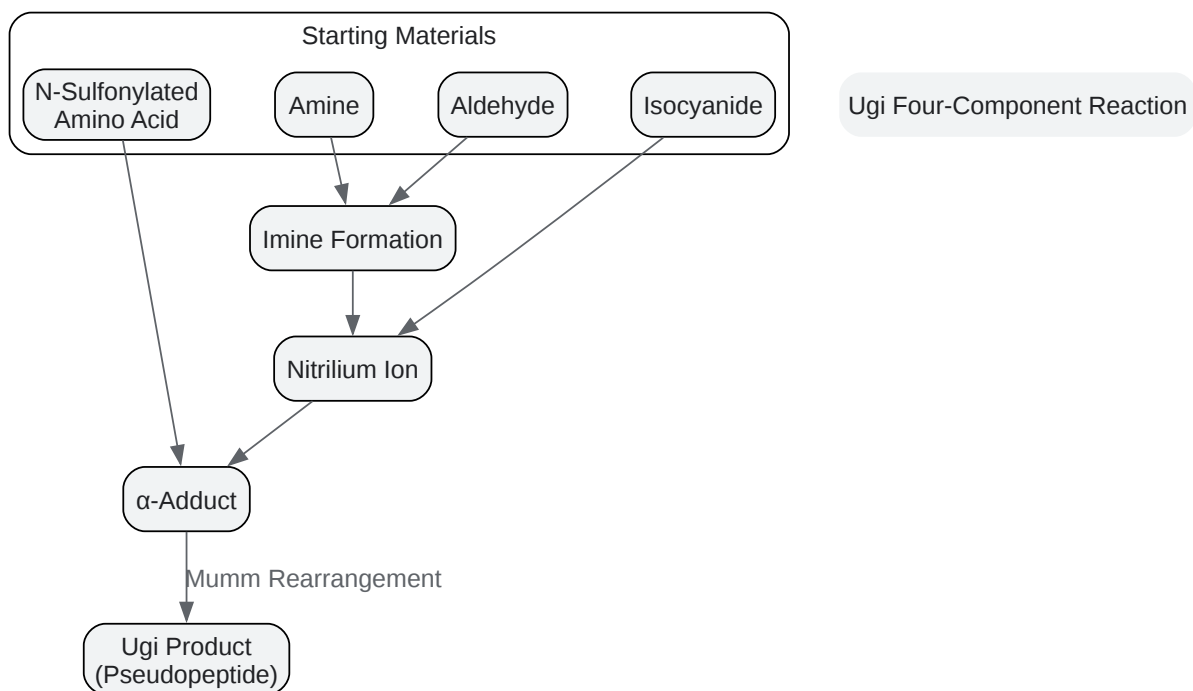 Starting Materials
N-Sulfonylated
Amino Acid
Amine
Aldehyde
Isocyanide
Ugi Four-Component Reaction
Imine Formation
Nitrilium Ion
α-Adduct
Mumm Rearrangement
Ugi Product
(Pseudopeptide)